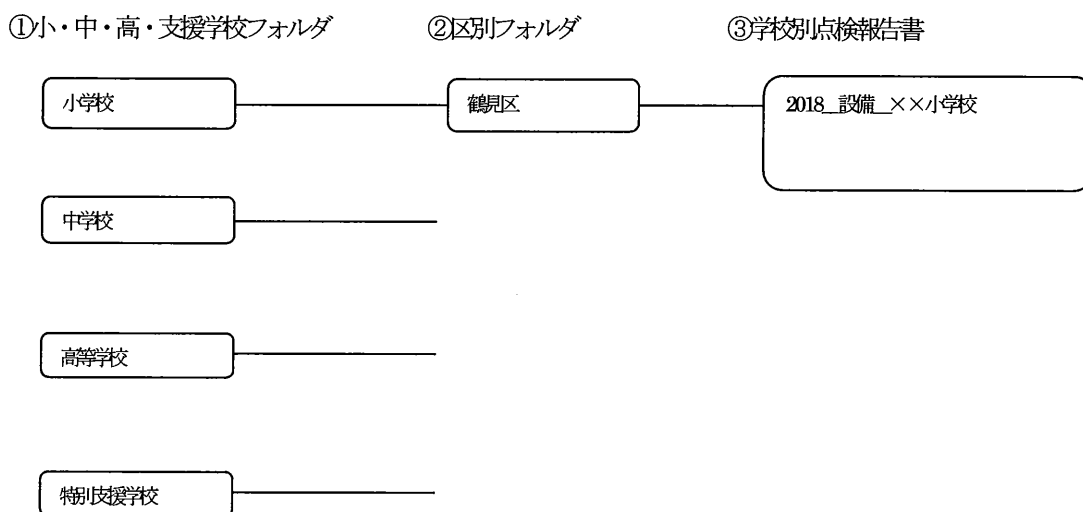 ①小・中・高・支援学校フォルダ ②区別フォルダ ③学校別点検報告書
小学校 鶴見区 2018__設備__××小学校
中学校
高等学校
特別支援学校